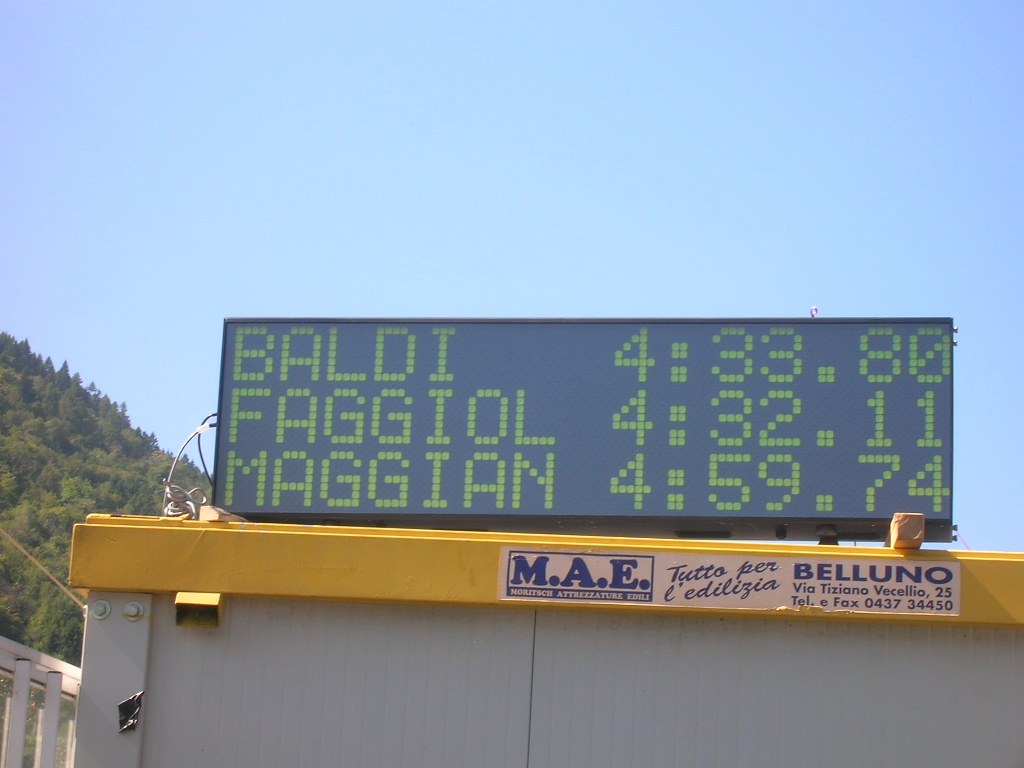 BALDI 4:33.80
FAGGIOL 4:32.11
MAGGIAN 4:59.74
M.A.E.
MORITSCH ATTREZZATURE EDILI
Tutto per
l'edilizia
BELLUNO
Via Tiziano Vecellio, 25
Tel. e Fax 0437 34450